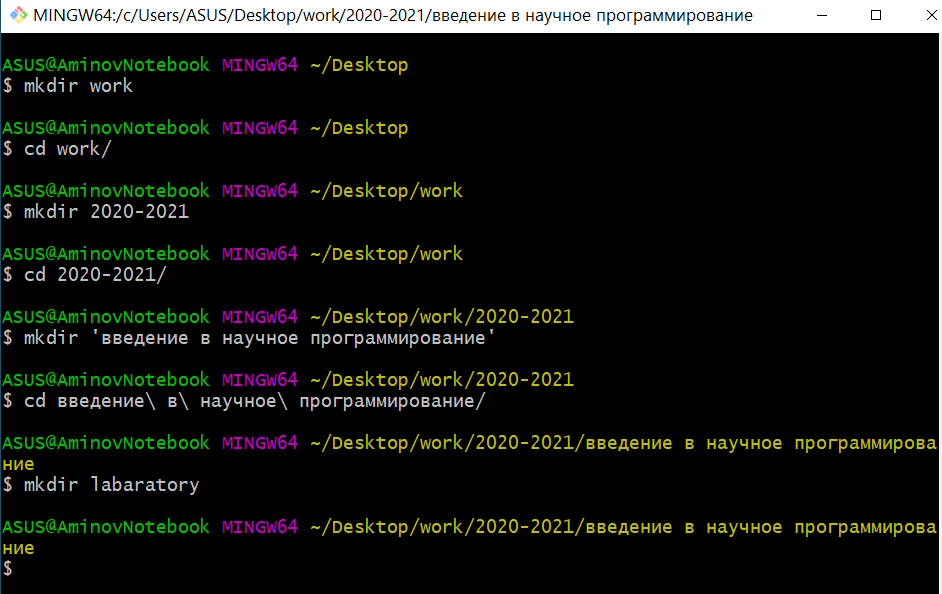 MINGW64:/c/Users/ASUS/Desktop/work/2020-2021/введение в научное программирование
ASUS@AminovNotebook MINGW64 ~/Desktop
$ mkdir work
ASUS@AminovNotebook MINGW64 ~/Desktop
$ cd work/
ASUS@AminovNotebook MINGW64 ~/Desktop/work
$ mkdir 2020-2021
ASUS@AminovNotebook MINGW64 ~/Desktop/work
$ cd 2020-2021/
ASUS@AminovNotebook MINGW64 ~/Desktop/work/2020-2021
$ mkdir 'введение в научное программирование'
ASUS@AminovNotebook MINGW64 ~/Desktop/work/2020-2021
$ cd введение\ в\ научное\ программирование/
ASUS@AminovNotebook MINGW64 ~/Desktop/work/2020-2021/введение в научное программирова
ние
$ mkdir labaratory
ASUS@AminovNotebook MINGW64 ~/Desktop/work/2020-2021/введение в научное программирова
ние
$